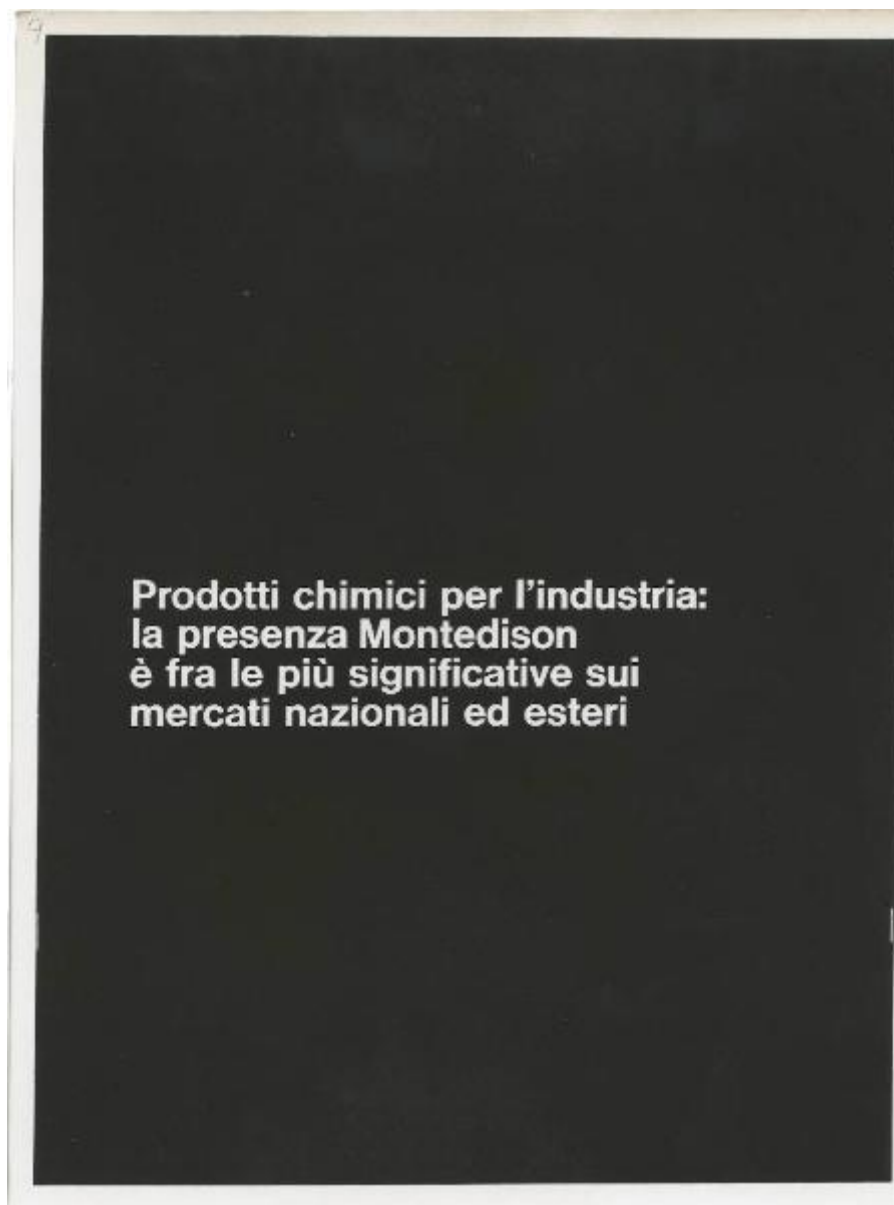 Prodotti chimici per l'industria:
la presenza Montedison
è fra le più significative sui
mercati nazionali ed esteri